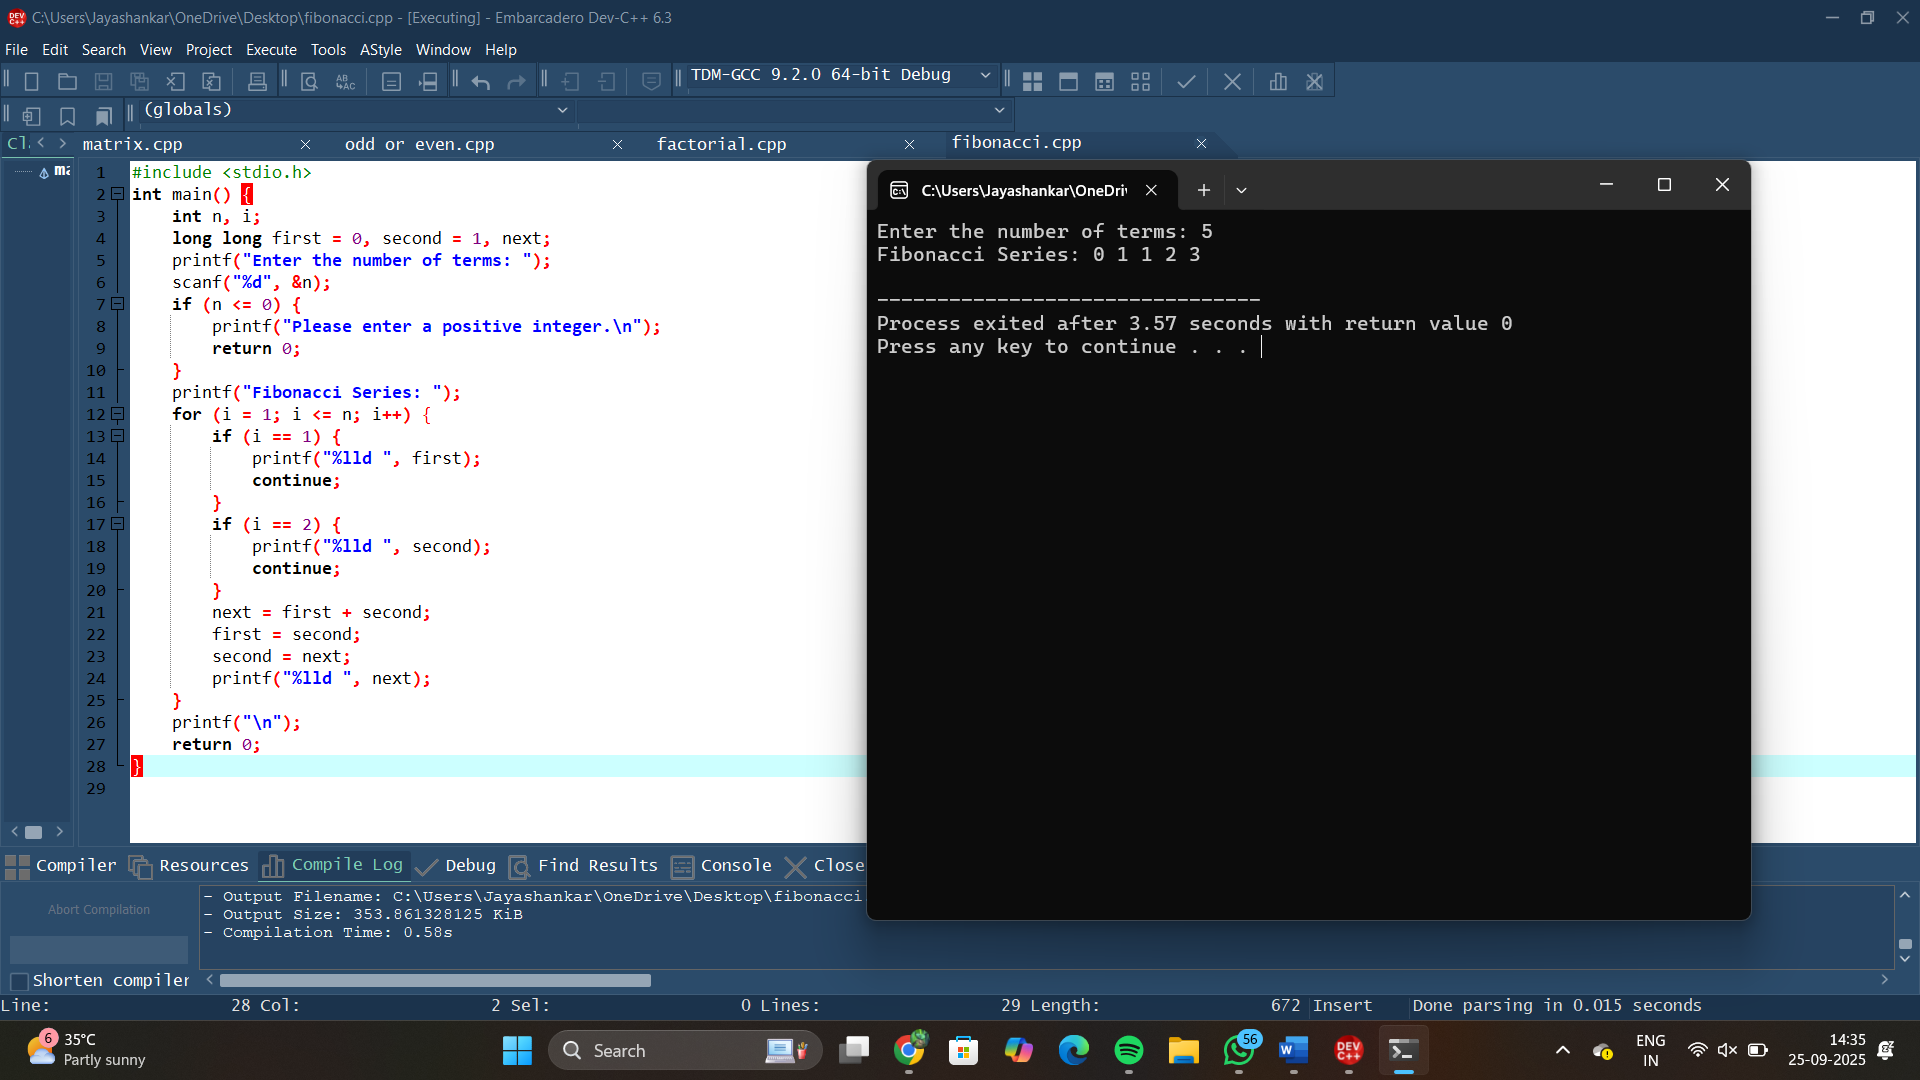 C:\Users\Jayashankar\OneDrive\Desktop\fibonacci.cpp - [Executing] - Embarcadero Dev-C++ 6.3
File Edit Search View Project Execute Tools AStyle Window Help
TDM-GCC 9.2.0 64-bit Debug
(globals)
matrix.cpp odd or even.cpp factorial.cpp fibonacci.cpp
1 #include <stdio.h>
2 int main() {
3 int n, i;
4 long long first = 0, second = 1, next;
5 printf("Enter the number of terms: ");
6 scanf("%d", &n);
7 if (n <= 0) {
8 printf("Please enter a positive integer.\n");
9 return 0;
10 }
11 printf("Fibonacci Series: ");
12 for (i = 1; i <= n; i++) {
13 if (i == 1) {
14 printf("%lld ", first);
15 continue;
16 }
17 if (i == 2) {
18 printf("%lld ", second);
19 continue;
20 }
21 next = first + second;
22 first = second;
23 second = next;
24 printf("%lld ", next);
25 }
26 printf("\n");
27 return 0;
28 }
29
C:\Users\Jayashankar\OneDri
Enter the number of terms: 5
Fibonacci Series: 0 1 1 2 3
--------------------------------
Process exited after 3.57 seconds with return value 0
Press any key to continue . . .
Compiler Resources Compile Log Debug Find Results Console Close
Abort Compilation
Shorten compiler
- Output Filename: C:\Users\Jayashankar\OneDrive\Desktop\fibonacci
- Output Size: 353.861328125 KiB
- Compilation Time: 0.58s
Line: 28 Col: 2 Sel: 0 Lines: 29 Length: 672 Insert Done parsing in 0.015 seconds
6
35°C
Partly sunny
Search
56
DEV C++
ENG
IN
14:35
25-09-2025